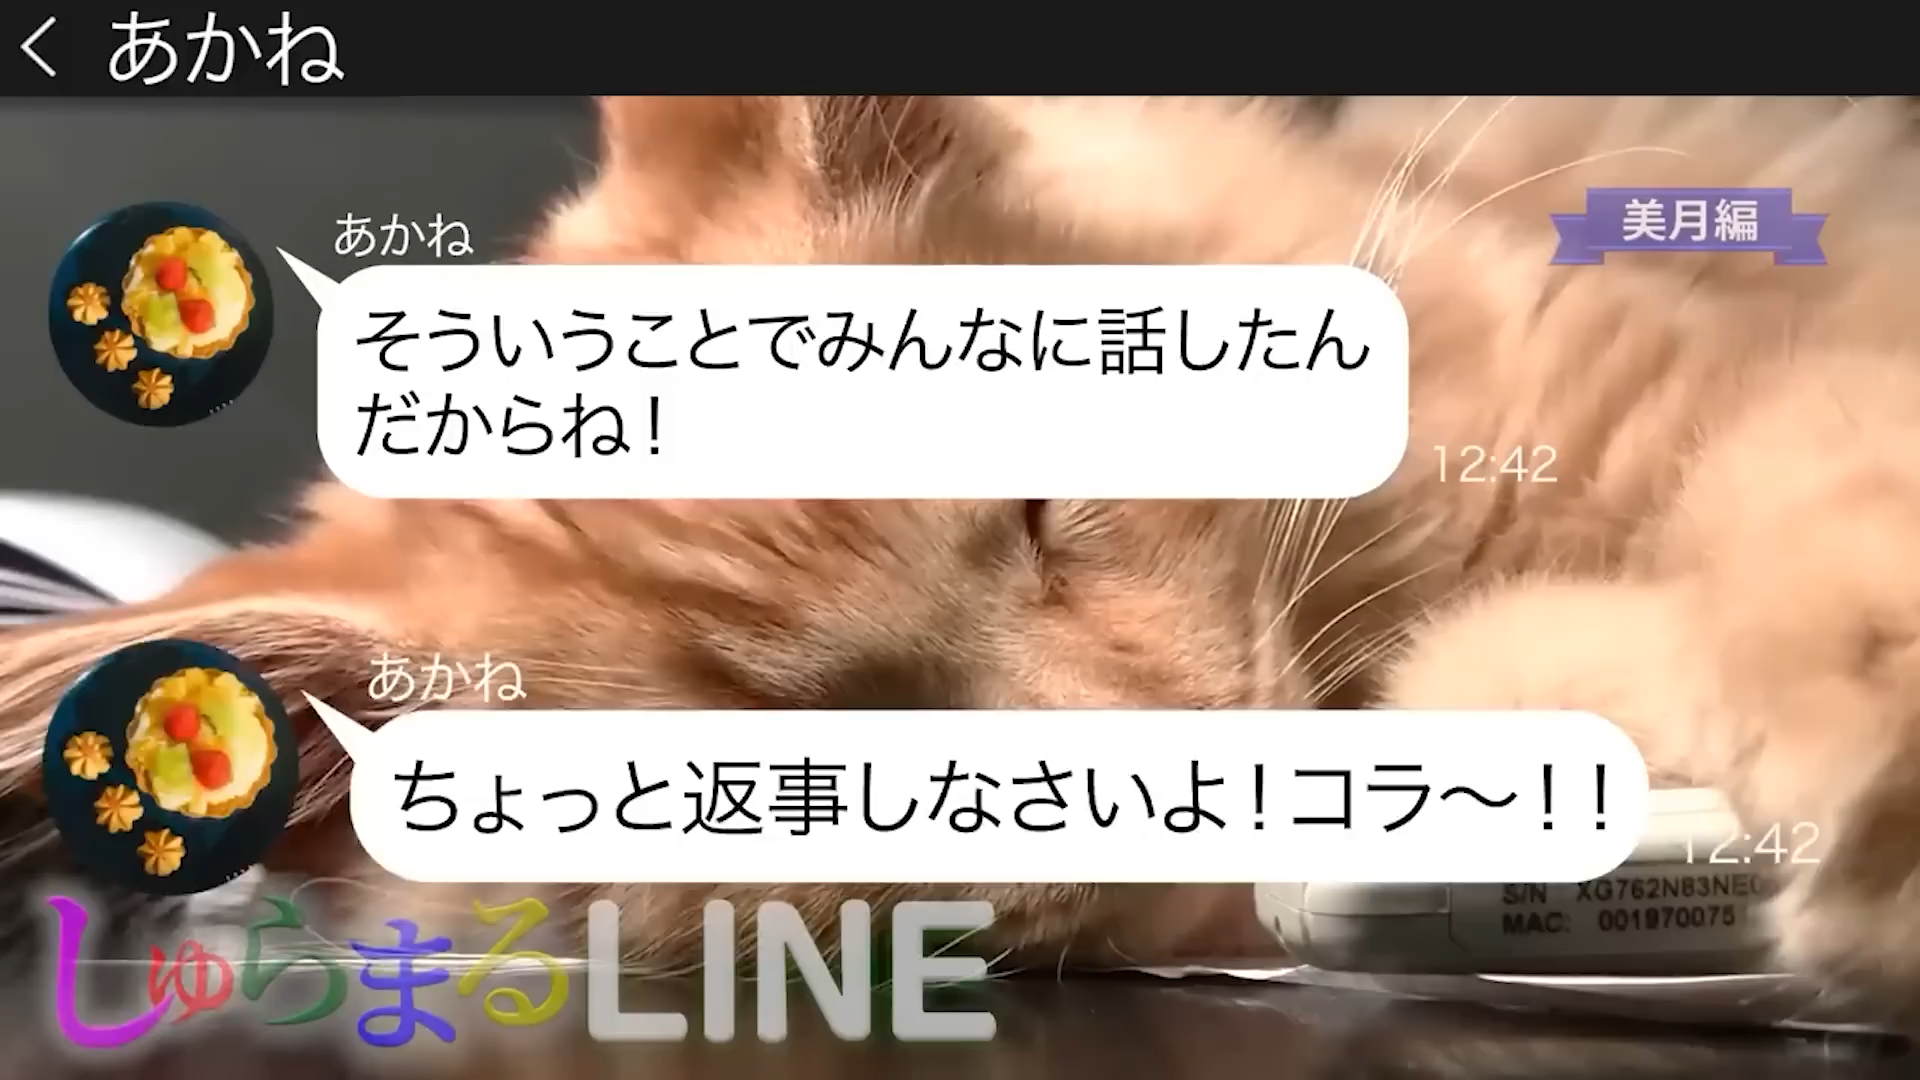 あかね
美月編
あかね
そういうことでみんなに話したん
だからね!
12:42
あかね
ちょっと返事しなさいよ!コラ〜!!
12:42
S/N XG762N83NE
MAC: 001970075
しゅらまるLINE